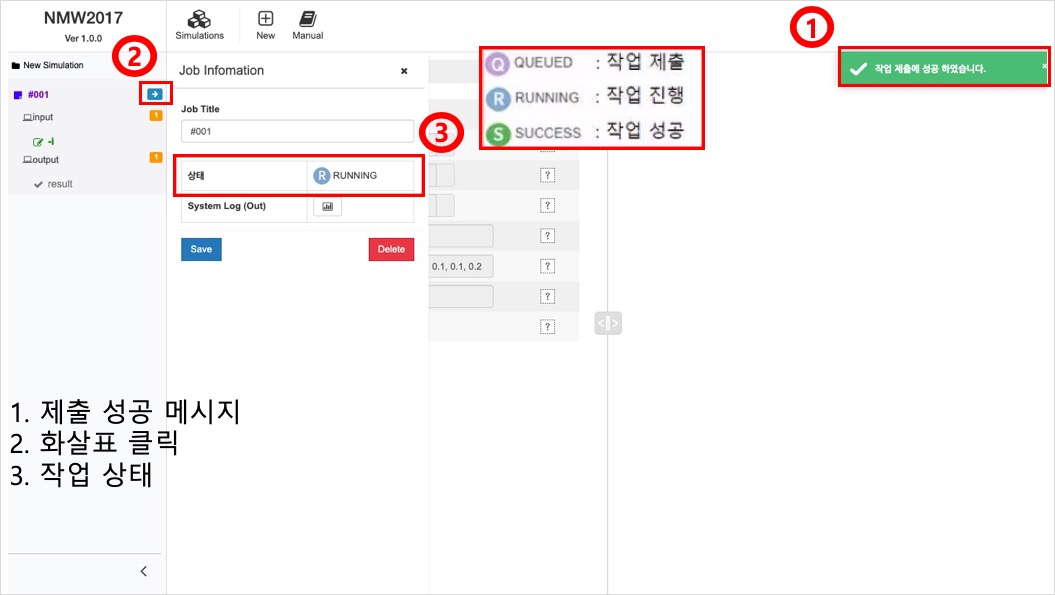 NMW2017
Ver 1.0.0
Simulations
New
Manual
1
작업 제출에 성공 하였습니다.
×
2
New Simulation
#001
input
1
-i
output
1
result
Job Infomation
×
Job Title
#001
3
상태
R RUNNING
System Log (Out)
Save
Delete
Q QUEUED : 작업 제출
R RUNNING : 작업 진행
S SUCCESS : 작업 성공
?
?
?
0.1, 0.1, 0.2 ?
?
?
1. 제출 성공 메시지
2. 화살표 클릭
3. 작업 상태